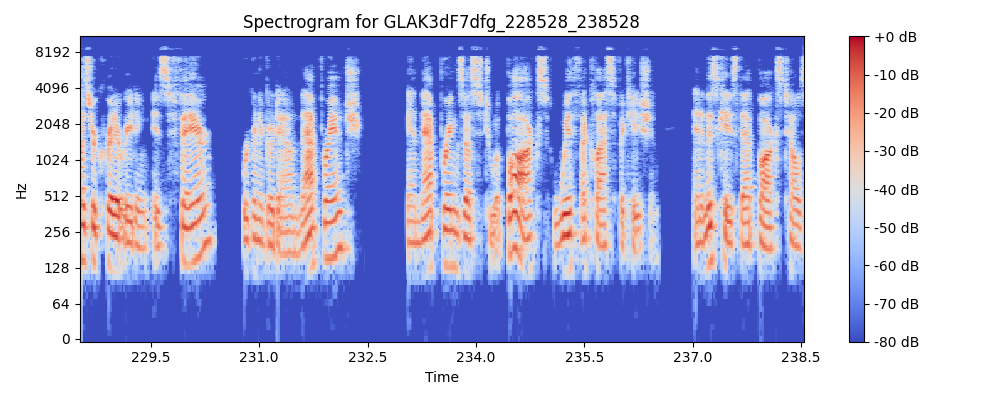 Spectrogram for GLAK3dF7dfg_228528_238528
8192
4096
2048
1024
512
256
128
64
0
Hz
229.5
231.0
232.5
234.0
235.5
237.0
238.5
Time
+0 dB
-10 dB
-20 dB
-30 dB
-40 dB
-50 dB
-60 dB
-70 dB
-80 dB